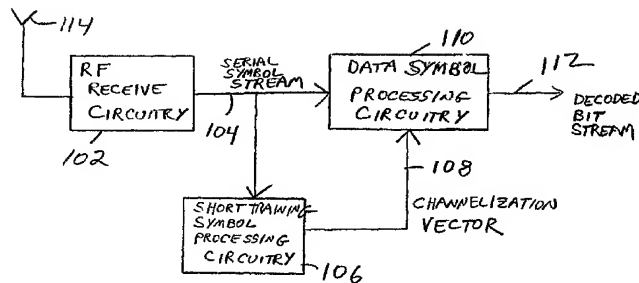 114
RF
RECEIVE
CIRCUITRY
102
SERIAL
SYMBOL
STREAM
104
110
DATA SYMBOL
PROCESSING
CIRCUITRY
112
DECODED
BIT
STREAM
108
CHANNELIZATION
VECTOR
SHORT TRAINING
SYMBOL
PROCESSING
CIRCUITRY
106